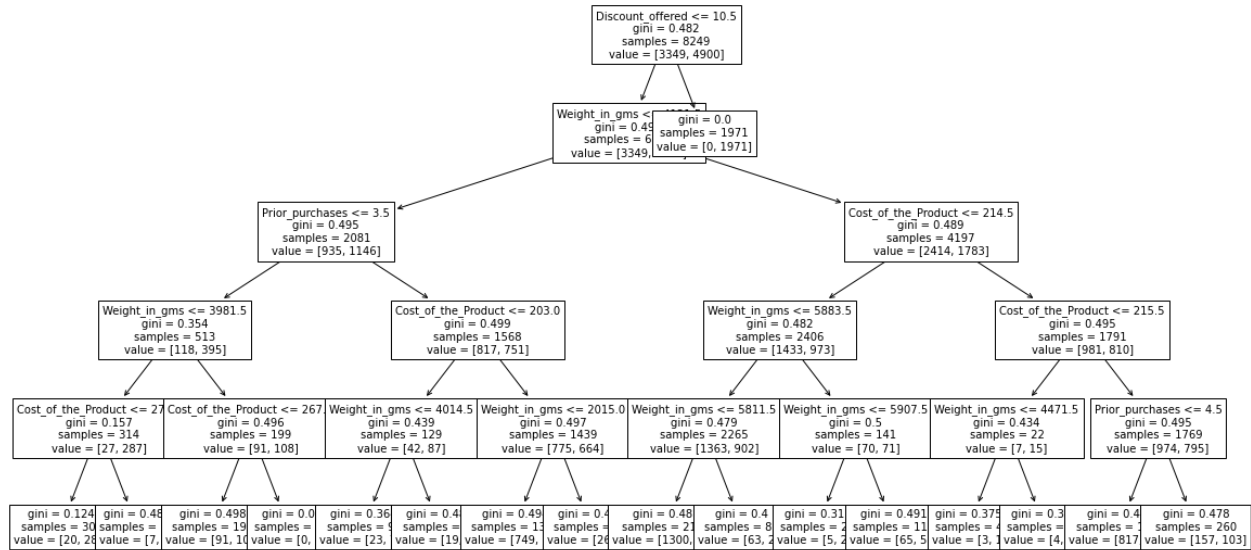 Discount_offered <= 10.5
gini = 0.482
samples = 8249
value = [3349, 4900]
Weight_in_gms <=
gini = 0.49
samples = 6
value = [3349,
gini = 0.0
samples = 1971
value = [0, 1971]
Prior_purchases <= 3.5
gini = 0.495
samples = 2081
value = [935, 1146]
Cost_of_the_Product <= 214.5
gini = 0.489
samples = 4197
value = [2414, 1783]
Weight_in_gms <= 3981.5
gini = 0.354
samples = 513
value = [118, 395]
Cost_of_the_Product <= 203.0
gini = 0.499
samples = 1568
value = [817, 751]
Weight_in_gms <= 5883.5
gini = 0.482
samples = 2406
value = [1433, 973]
Cost_of_the_Product <= 215.5
gini = 0.495
samples = 1791
value = [981, 810]
Cost_of_the_Product <= 27
gini = 0.157
samples = 314
value = [27, 287]
Cost_of_the_Product <= 267.
gini = 0.496
samples = 199
value = [91, 108]
Weight_in_gms <= 4014.5
gini = 0.439
samples = 129
value = [42, 87]
Weight_in_gms <= 2015.0
gini = 0.497
samples = 1439
value = [775, 664]
Weight_in_gms <= 5811.5
gini = 0.479
samples = 2265
value = [1363, 902]
Weight_in_gms <= 5907.5
gini = 0.5
samples = 141
value = [70, 71]
Weight_in_gms <= 4471.5
gini = 0.434
samples = 22
value = [7, 15]
Prior_purchases <= 4.5
gini = 0.495
samples = 1769
value = [974, 795]
gini = 0.124
samples = 30
value = [20, 28
gini = 0.48
samples =
value = [7,
gini = 0.498
samples = 19
value = [91, 10
gini = 0.0
samples =
value = [0,
gini = 0.36
samples = 9
value = [23,
gini = 0.4
samples =
value = [19,
gini = 0.49
samples = 13
value = [749,
gini = 0.4
samples =
value = [26
gini = 0.48
samples = 21
value = [1300,
gini = 0.4
samples = 8
value = [63, 2
gini = 0.31
samples = 2
value = [5, 2
gini = 0.491
samples = 11
value = [65, 5
gini = 0.375
samples = 4
value = [3, 1
gini = 0.3
samples =
value = [4,
gini = 0.4
samples = 1
value = [817
gini = 0.478
samples = 260
value = [157, 103]